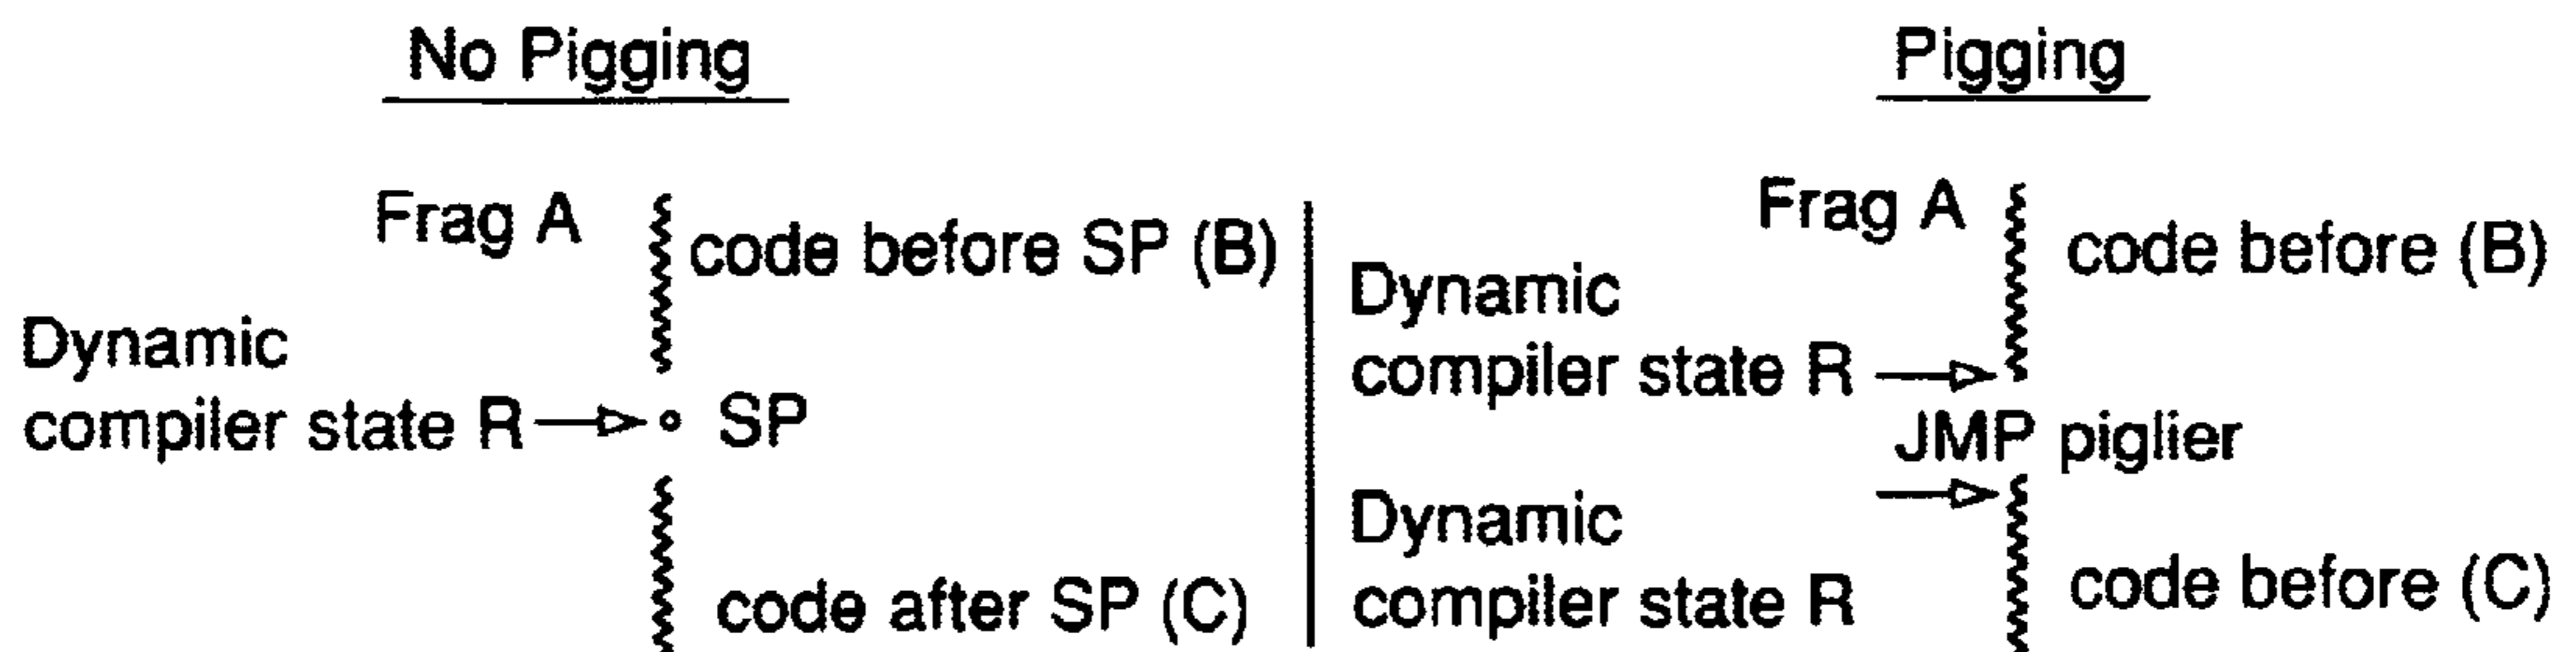 No Pigging
Frag A
code before SP (B)
Dynamic
compiler state R
SP
code after SP (C)
Pigging
Frag A
code before (B)
Dynamic
compiler state R
JMP piglier
Dynamic
compiler state R
code before (C)